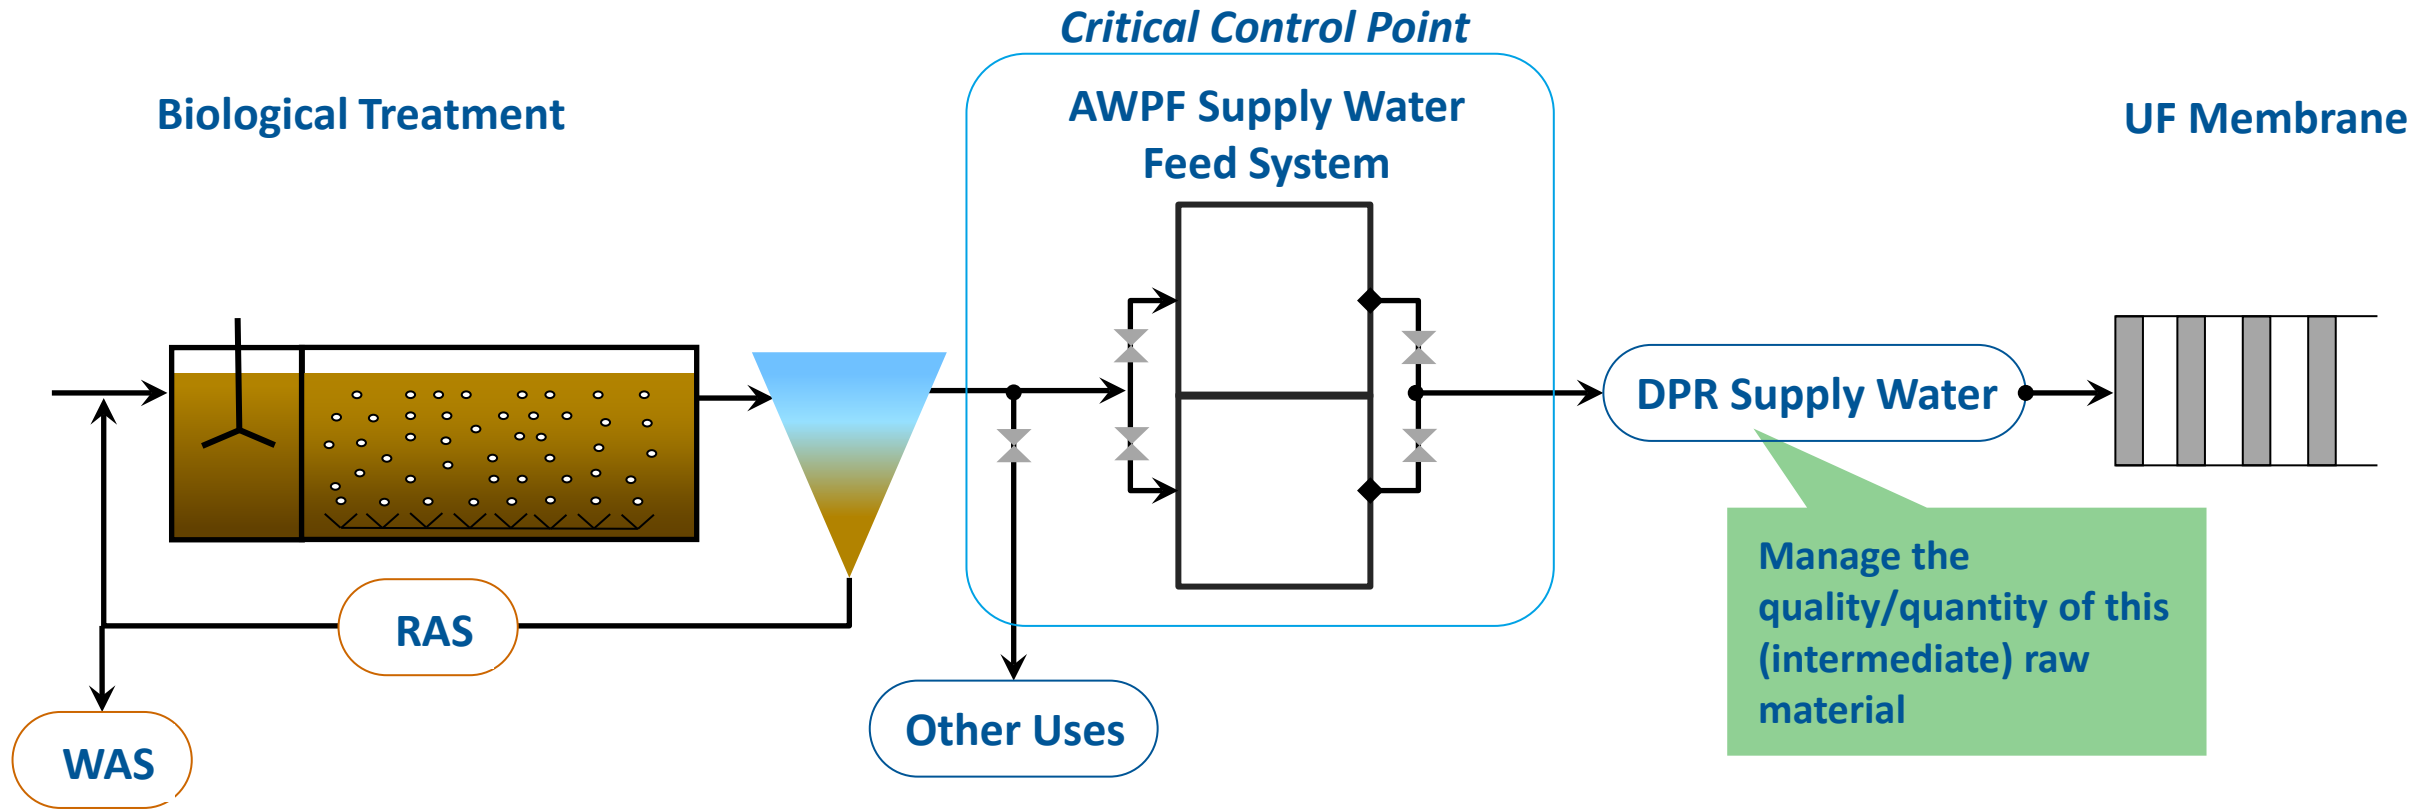 Critical Control Point
Biological Treatment
AWPF Supply Water
Feed System
UF Membrane
DPR Supply Water
Manage the
quality/quantity of this
(intermediate) raw
material
RAS
Other Uses
WAS